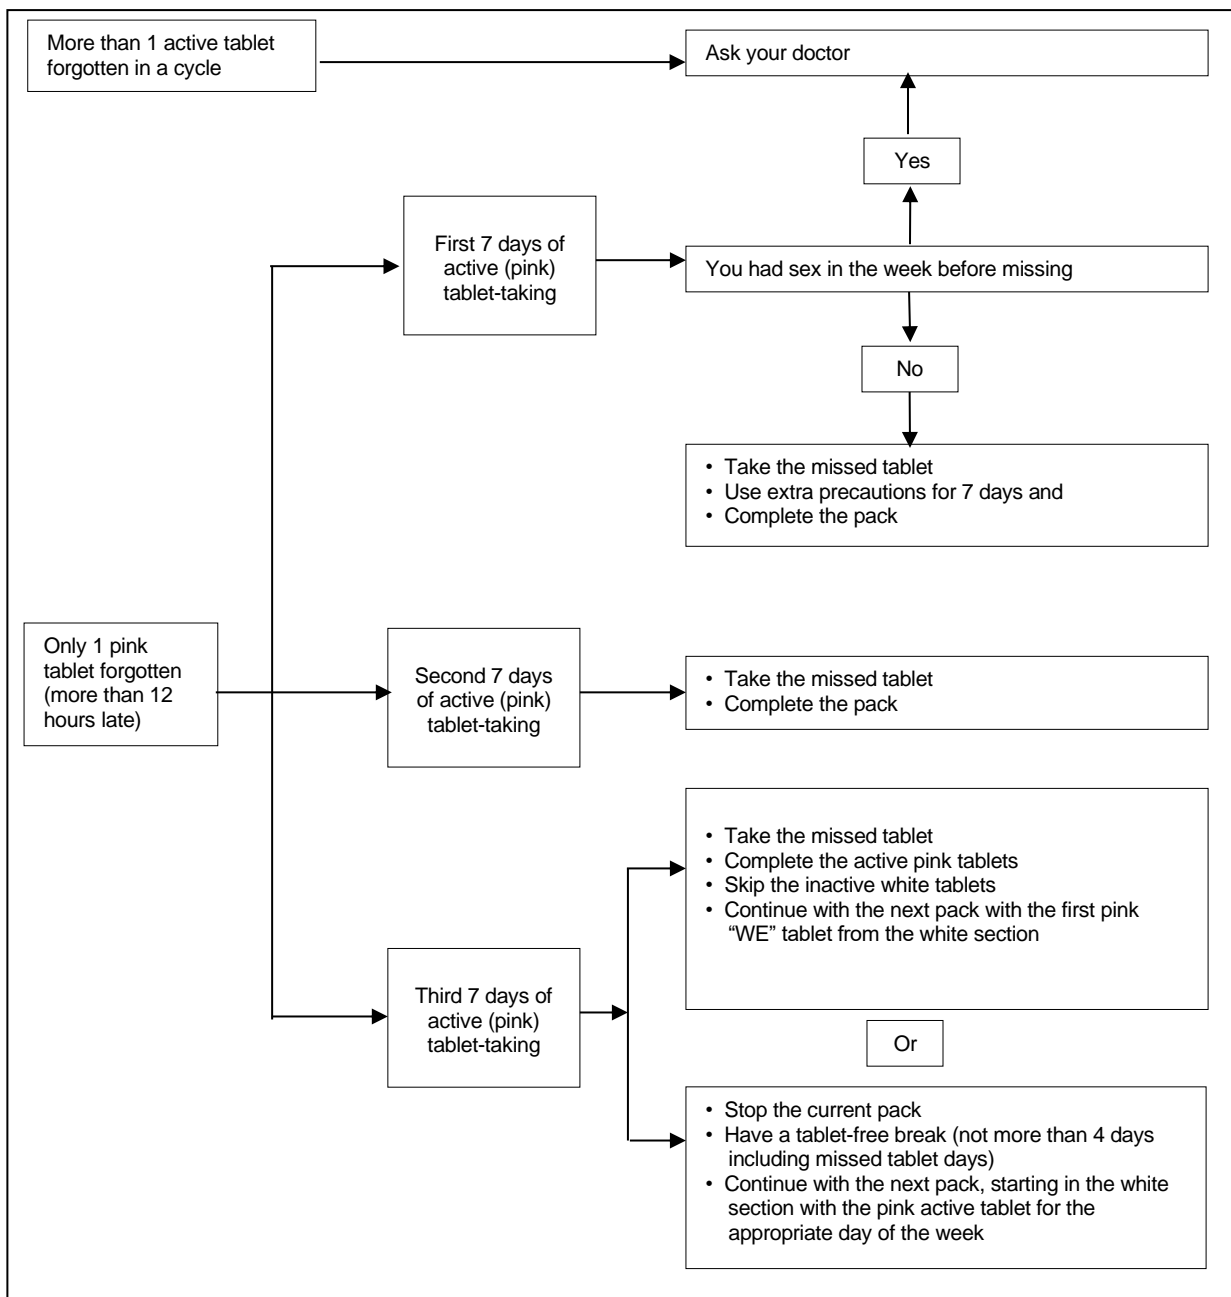 More than 1 active tablet
forgotten in a cycle
Ask your doctor
Yes
First 7 days of
active (pink)
tablet-taking
You had sex in the week before missing
No
• Take the missed tablet
• Use extra precautions for 7 days and
• Complete the pack
Only 1 pink
tablet forgotten
(more than 12
hours late)
Second 7 days
of active (pink)
tablet-taking
• Take the missed tablet
• Complete the pack
Third 7 days of
active (pink)
tablet-taking
• Take the missed tablet
• Complete the active pink tablets
• Skip the inactive white tablets
• Continue with the next pack with the first pink
“WE” tablet from the white section
Or
• Stop the current pack
• Have a tablet-free break (not more than 4 days
including missed tablet days)
• Continue with the next pack, starting in the white
section with the pink active tablet for the
appropriate day of the week